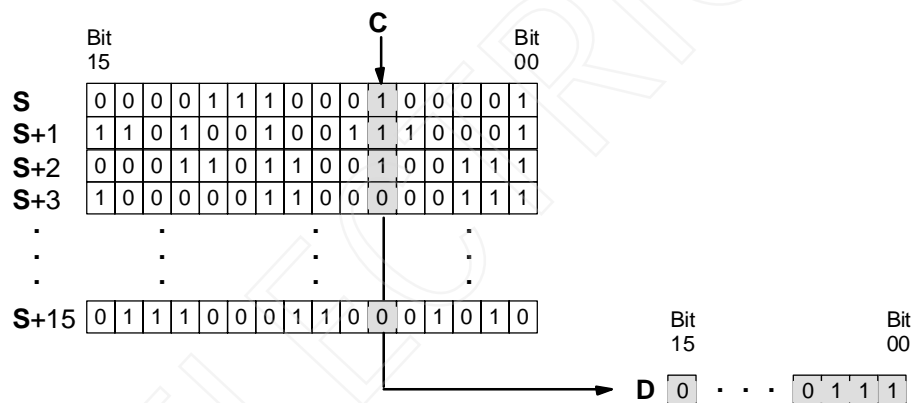 C
Bit Bit
15 00
S 0 0 0 0 1 1 1 0 0 0 1 0 0 0 0 1
S+1 1 1 0 1 0 0 1 0 0 1 1 1 0 0 0 1
S+2 0 0 0 1 1 0 1 1 0 0 1 0 0 1 1 1
S+3 1 0 0 0 0 0 1 1 0 0 0 0 0 1 1 1
. . . .
. . . .
. . . .
S+15 0 1 1 1 0 0 0 1 1 0 0 0 1 0 1 0
Bit Bit
15 00
D 0 . . . 0 1 1 1